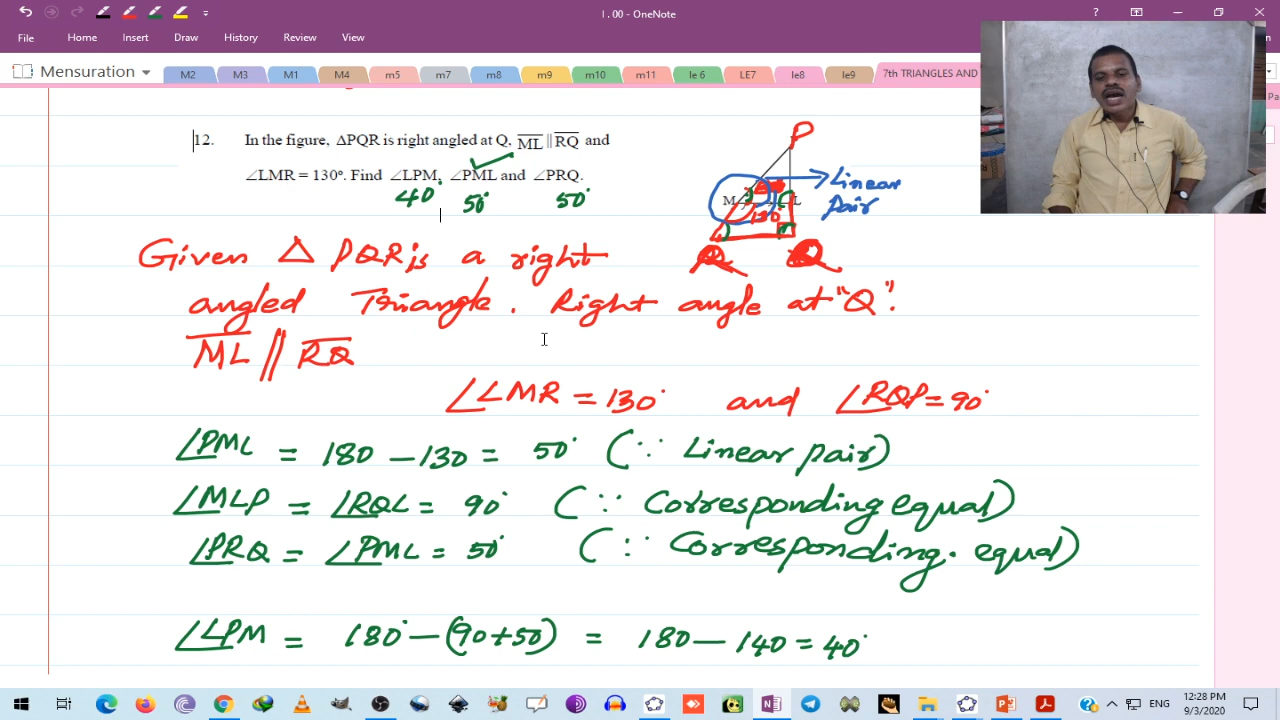 1.00 - OneNote
File Home Insert Draw History Review View
Mensuration M2 M3 M1 M4 m5 m7 m8 m9 m10 m11 le 6 LE7 le8 le9 7th TRIANGLES AND
12. In the figure, ΔPQR is right angled at Q, ML || RQ and
∠LMR = 130°. Find ∠LPM, ∠PML and ∠PRQ.
40° 50° 50°
P
M L
130°
Linear
pair
Given Δ PQR is a right
angled Triangle. Right angle at "Q".
ML || RQ
∠LMR = 130° and ∠RQP = 90°
∠PML = 180 – 130 = 50° (∵ Linear pair)
∠MLP = ∠RQL = 90° (∵ Corresponding equal)
∠PRQ = ∠PML = 50° (∵ Corresponding. equal)
∠LPM = 180° – (90+50) = 180 – 140 = 40°
ENG 12:28 PM
9/3/2020